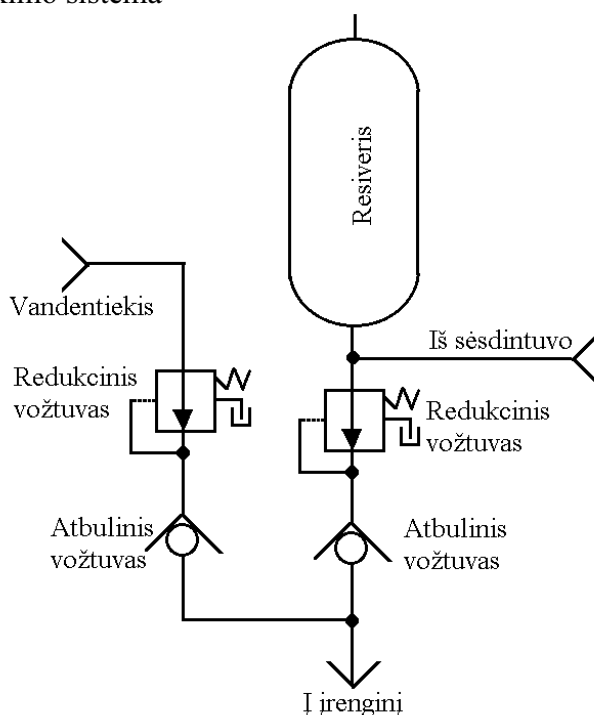 Resiveris
Vandentiekis
Iš sėsdintuvo
Redukcinis
vožtuvas
Redukcinis
vožtuvas
Atbulinis
vožtuvas
Atbulinis
vožtuvas
Į įrenginį